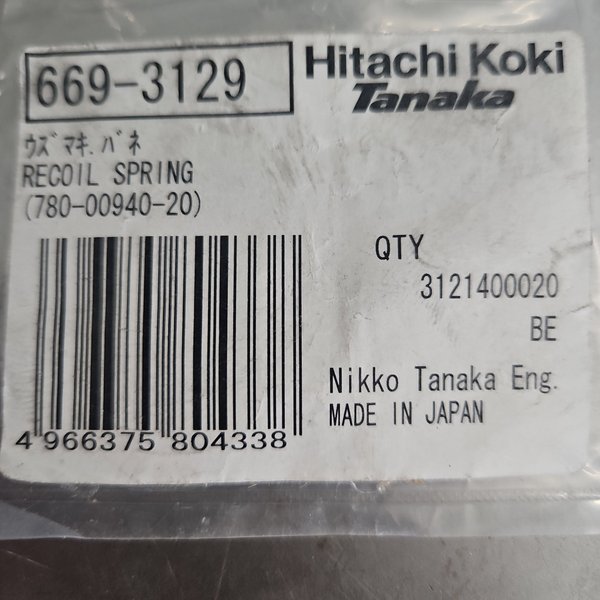 669-3129
Hitachi Koki
Tanaka
ｳｽﾞﾏｷ.ﾊﾞﾈ
RECOIL SPRING
(780-00940-20)
QTY
3121400020
BE
Nikko Tanaka Eng.
MADE IN JAPAN
4 966375 804338